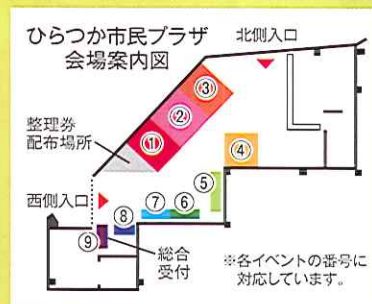 ひらつか市民プラザ
会場案内図
北側入口
③
②
①
整理券
配布場所
④
⑤
西側入口
⑦
⑥
⑧
⑨
総合
受付
※各イベントの番号に
対応しています。